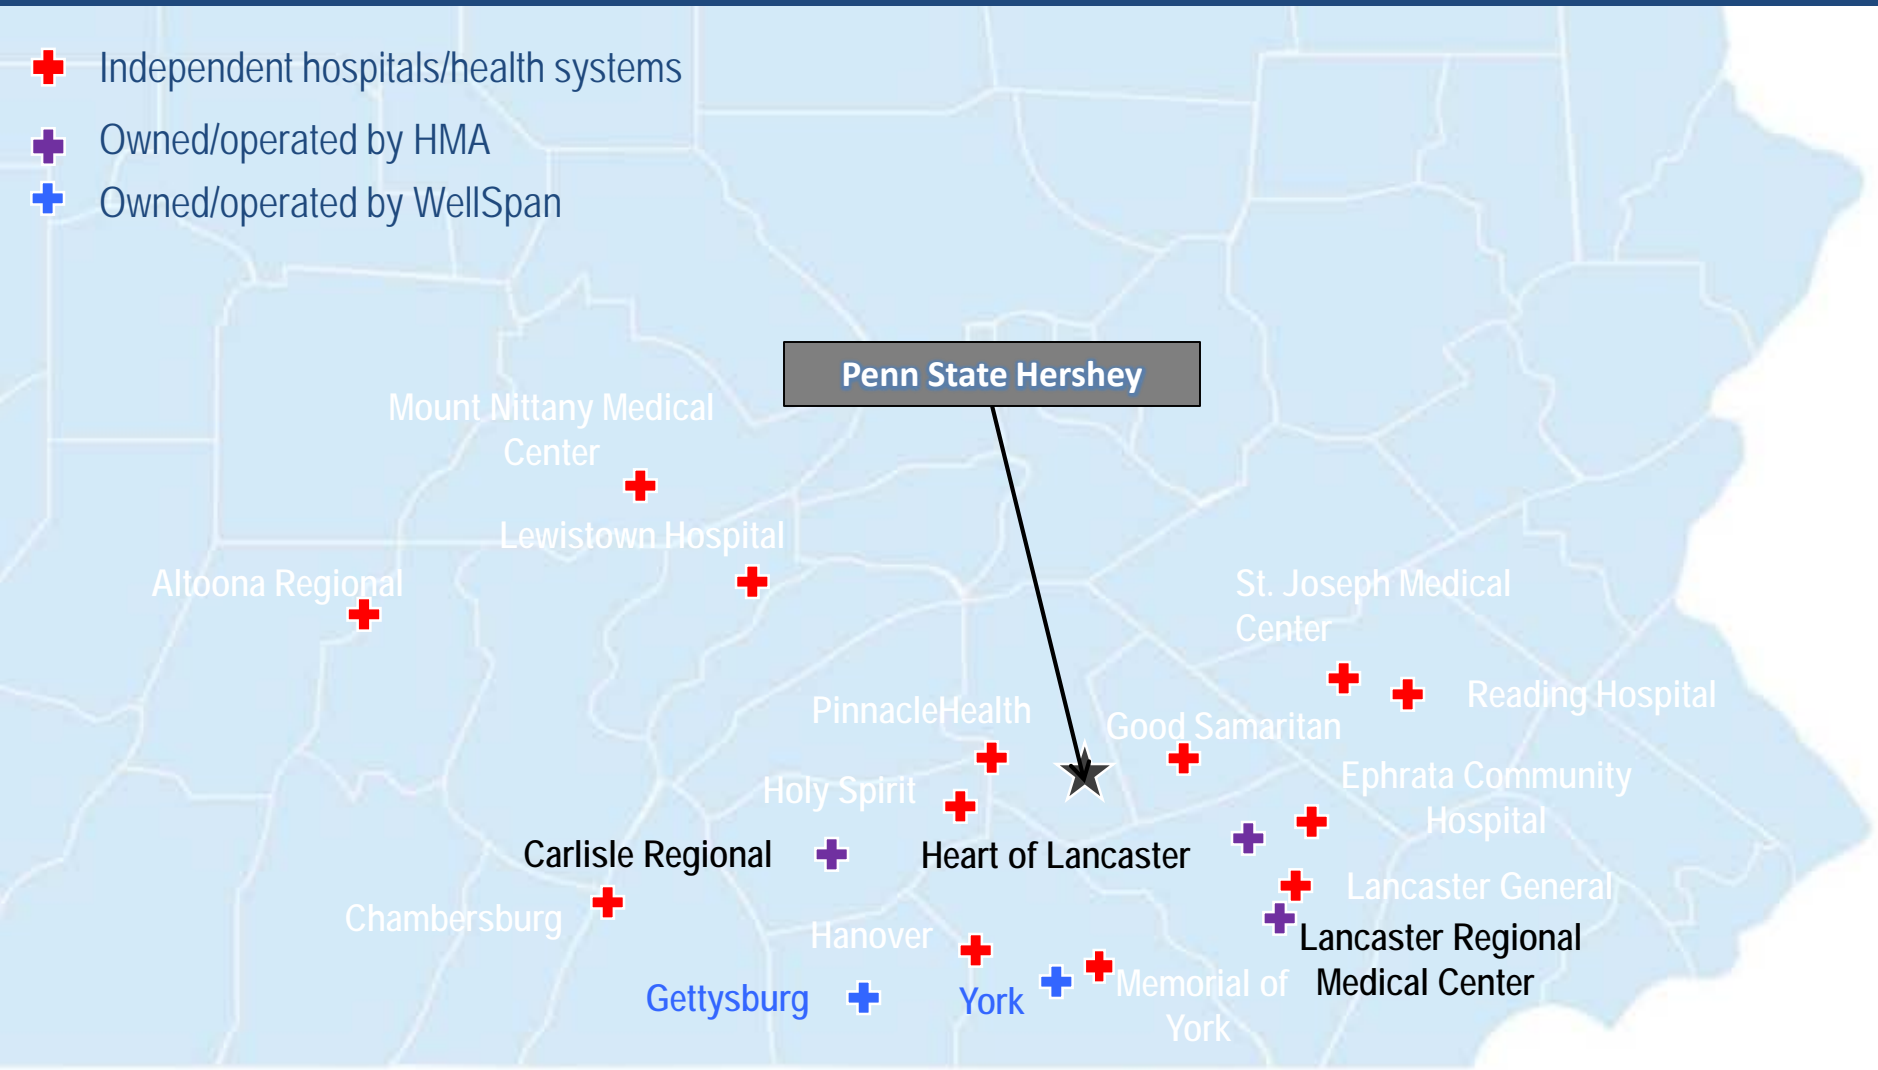 Independent hospitals/health systems
Owned/operated by HMA
Owned/operated by WellSpan
Penn State Hershey
Mount Nittany Medical
Center
Lewistown Hospital
Altoona Regional
St. Joseph Medical
Center
Reading Hospital
PinnacleHealth
Good Samaritan
Ephrata Community
Hospital
Holy Spirit
Carlisle Regional
Heart of Lancaster
Lancaster General
Chambersburg
Hanover
Lancaster Regional
Medical Center
Gettysburg
York
Memorial of
York